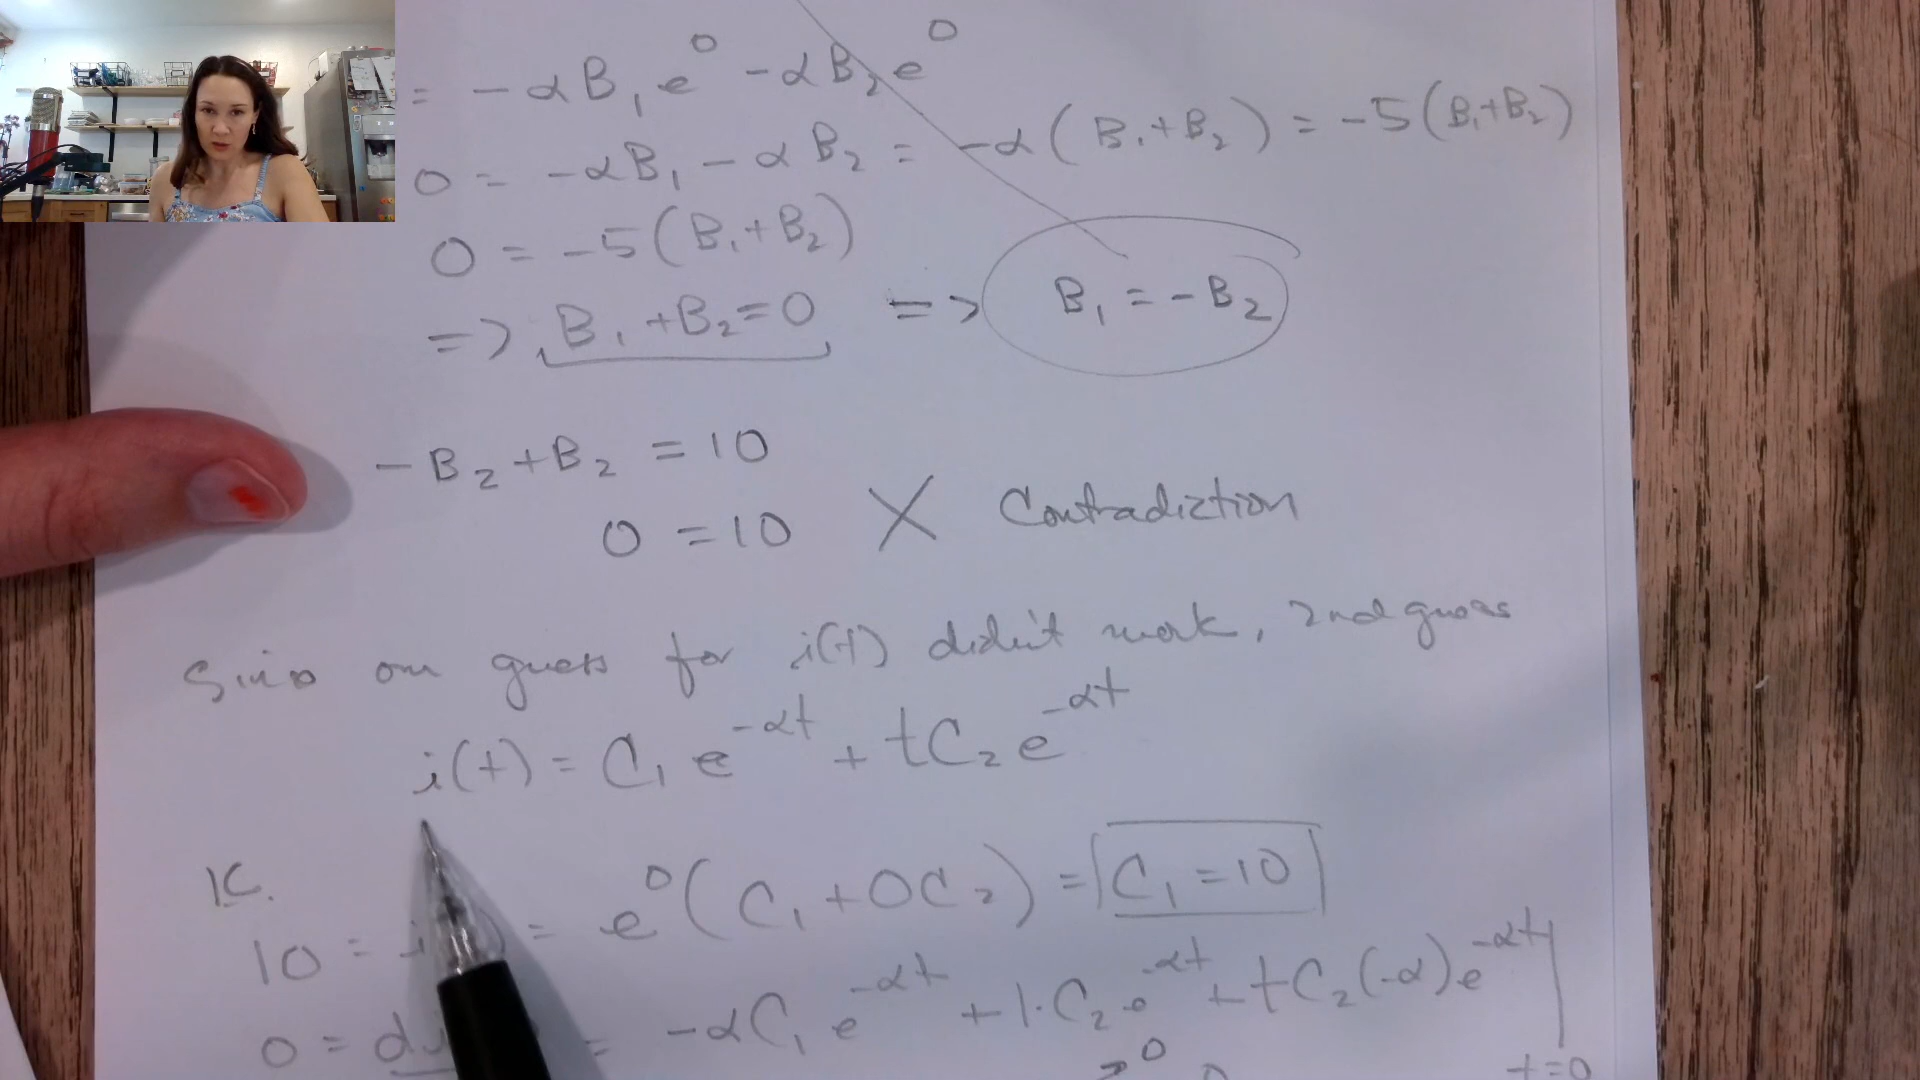 = -αB₁e⁰ - αB₂e⁰
0 = -αB₁ - αB₂ = -α(B₁+B₂) = -5(B₁+B₂)
0 = -5(B₁+B₂)
=> B₁+B₂=0 => B₁ = -B₂
-B₂+B₂ = 10
0 = 10 X Contradiction
Since our guess for i(t) didn't work, 2nd guess
i(t) = C₁e^{-αt} + tC₂e^{-αt}
IC.
10 = i = e⁰(C₁+0C₂) = C₁ = 10
0 = d = -αC₁e^{-αt} + 1·C₂e^{-αt} + tC₂(-α)e^{-αt} |
0 t=0